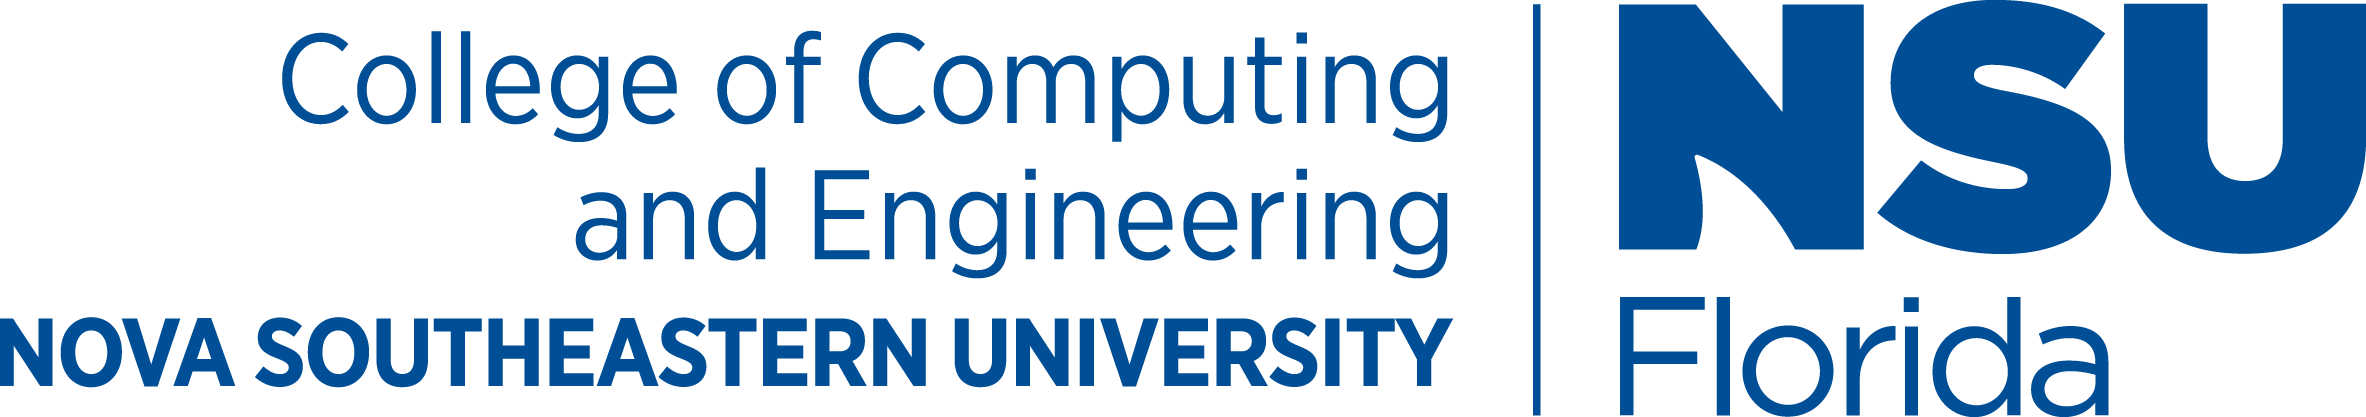 College of Computing
and Engineering
NOVA SOUTHEASTERN UNIVERSITY
NSU
Florida